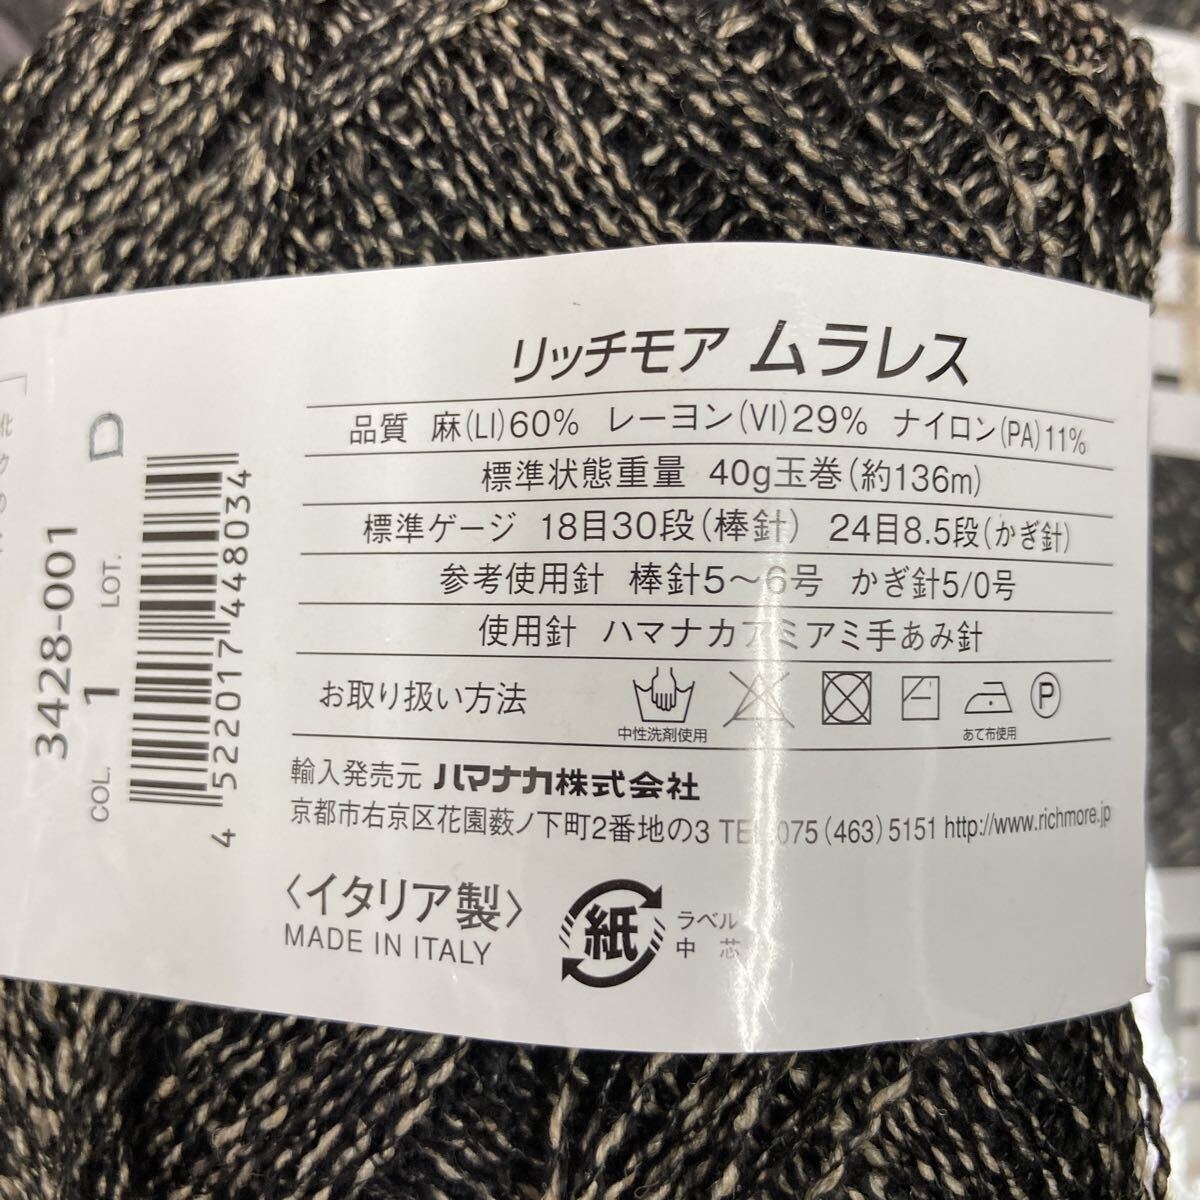 リッチモア ムラレス
品質 麻(LI)60% レーヨン(VI)29% ナイロン(PA)11%
標準状態重量 40g玉巻(約136m)
標準ゲージ 18目30段(棒針) 24目8.5段(かぎ針)
参考使用針 棒針5~6号 かぎ針5/0号
使用針 ハマナカアミアミ手あみ針
お取り扱い方法
中性洗剤使用
あて布使用
P
輸入発売元 ハマナカ株式会社
京都市右京区花園薮ノ下町2番地の3 TEL 075(463)5151 http://www.richmore.jp
〈イタリア製〉
MADE IN ITALY
紙
ラベル
中芯
3428-001
COL. 1 LOT. D
4522017448034